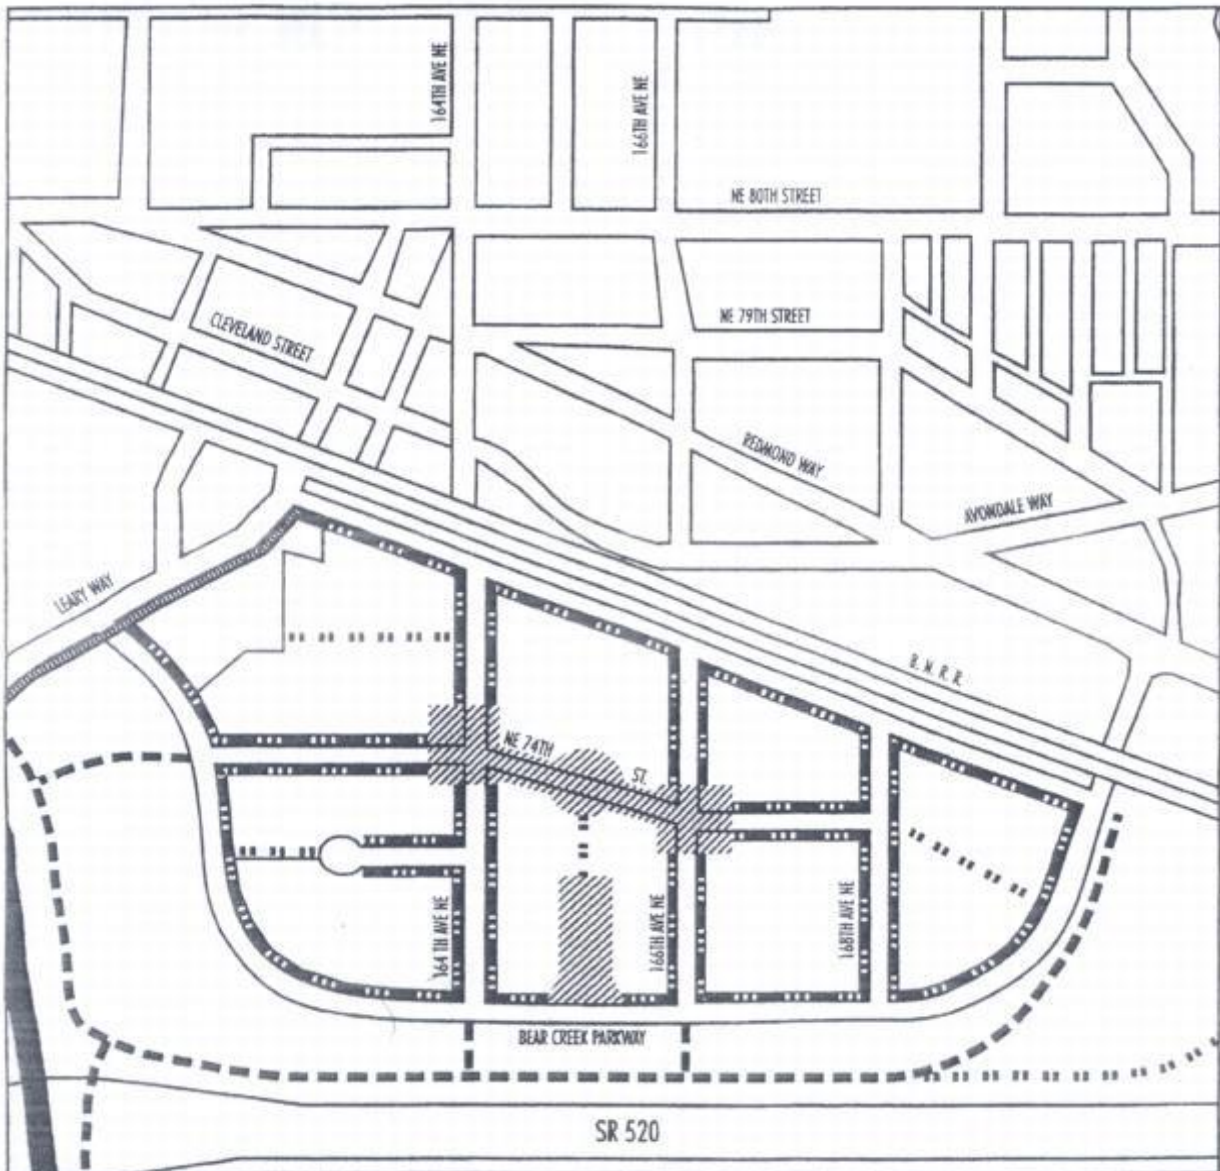 164TH AVE NE
166TH AVE NE
NE 80TH STREET
NE 79TH STREET
CLEVELAND STREET
REDMOND WAY
AVONDALE WAY
LEARY WAY
B. N. R. R.
NE 74TH
ST.
164TH AVE NE
166TH AVE NE
168TH AVE NE
BEAR CREEK PARKWAY
SR 520